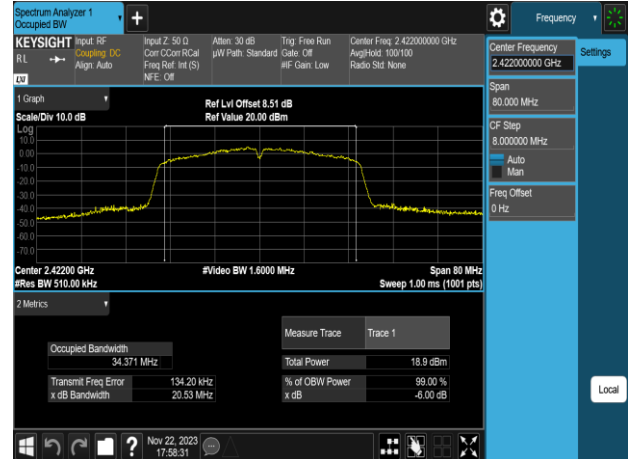 Spectrum Analyzer 1
Occupied BW
Frequency
KEYSIGHT
RL
Input: RF
Coupling: DC
Align: Auto
Input Z: 50 Ω
Corr CCorr RCal
Freq Ref: Int (S)
NFE: Off
Atten: 30 dB
µW Path: Standard
Trig: Free Run
Gate: Off
#IF Gain: Low
Center Freq: 2.422000000 GHz
Avg|Hold: 100/100
Radio Std: None
LXI
Center Frequency
2.422000000 GHz
Settings
Span
80.000 MHz
CF Step
8.000000 MHz
Auto
Man
Freq Offset
0 Hz
1 Graph
Scale/Div 10.0 dB
Ref Lvl Offset 8.51 dB
Ref Value 20.00 dBm
Log
10.0
0.00
-10.0
-20.0
-30.0
-40.0
-50.0
-60.0
-70.0
Center 2.42200 GHz
#Res BW 510.00 kHz
#Video BW 1.6000 MHz
Span 80 MHz
Sweep 1.00 ms (1001 pts)
2 Metrics
Measure Trace
Trace 1
Occupied Bandwidth
34.371 MHz
Total Power
18.9 dBm
Transmit Freq Error
134.20 kHz
% of OBW Power
99.00 %
x dB Bandwidth
20.53 MHz
x dB
-6.00 dB
Local
?
Nov 22, 2023
17:58:31